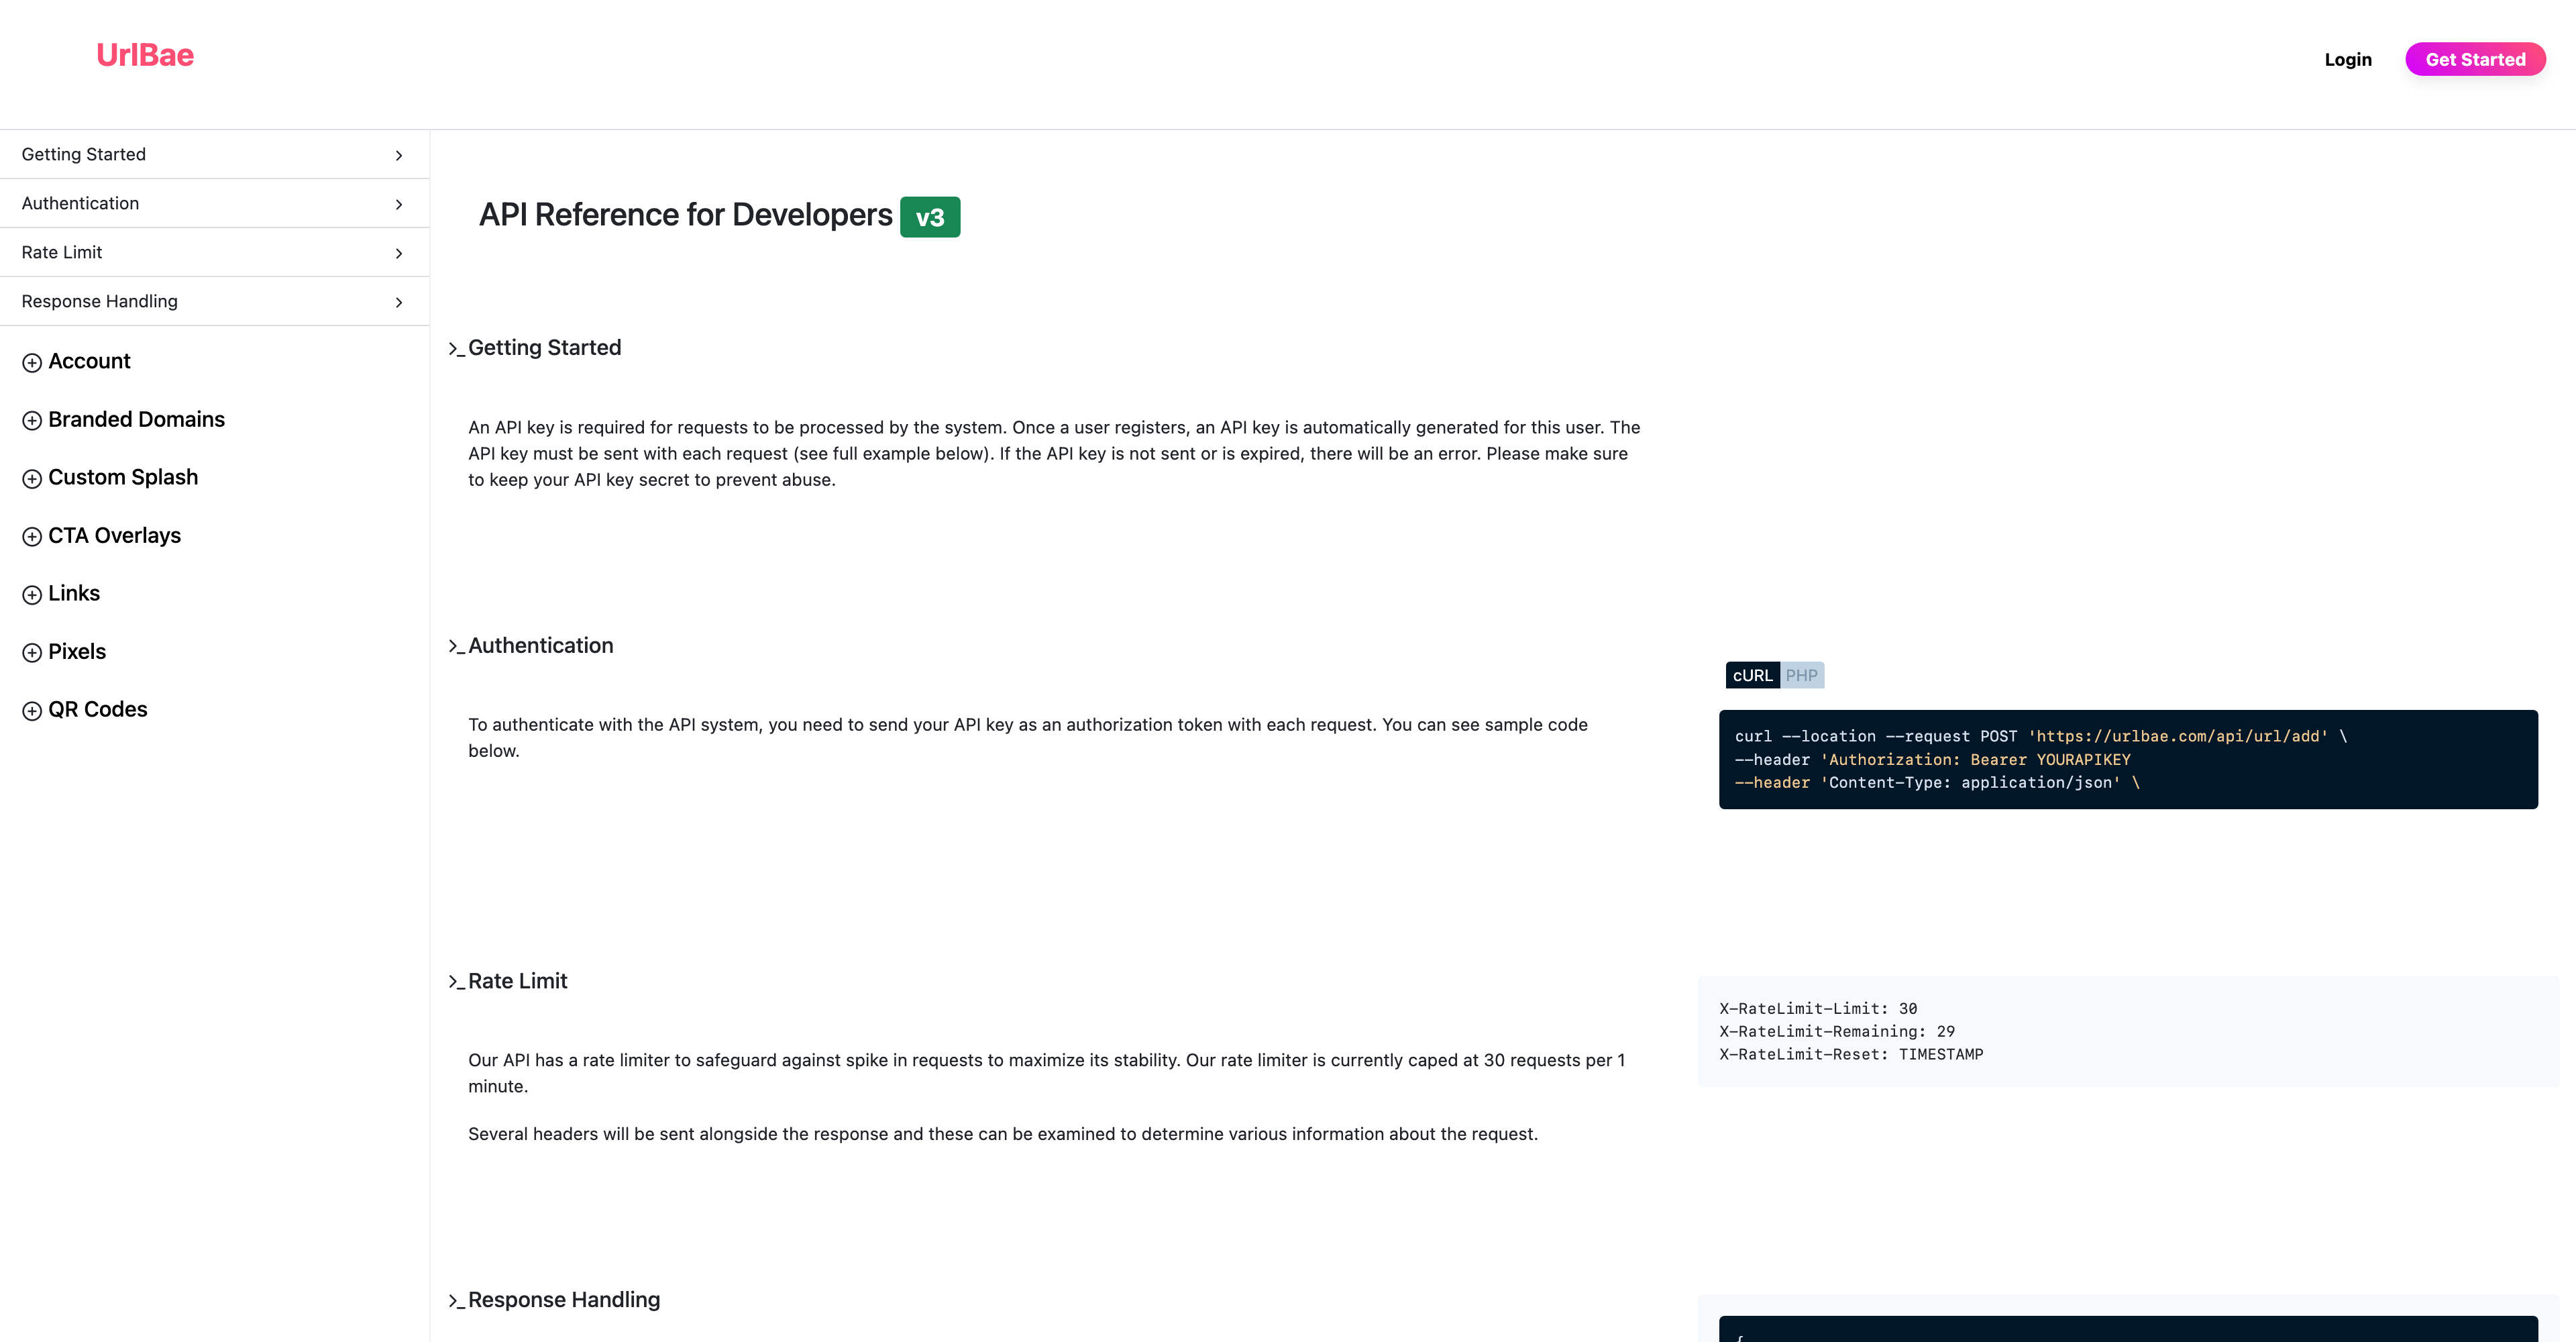 UrlBae
Login
Get Started
Getting Started
Authentication
Rate Limit
Response Handling
Account
Branded Domains
Custom Splash
CTA Overlays
Links
Pixels
QR Codes
API Reference for Developers v3
>_Getting Started
An API key is required for requests to be processed by the system. Once a user registers, an API key is automatically generated for this user. The
API key must be sent with each request (see full example below). If the API key is not sent or is expired, there will be an error. Please make sure
to keep your API key secret to prevent abuse.
>_Authentication
To authenticate with the API system, you need to send your API key as an authorization token with each request. You can see sample code
below.
cURL PHP
curl --location --request POST 'https://urlbae.com/api/url/add' \
--header 'Authorization: Bearer YOURAPIKEY
--header 'Content-Type: application/json' \
>_Rate Limit
Our API has a rate limiter to safeguard against spike in requests to maximize its stability. Our rate limiter is currently caped at 30 requests per 1
minute.
Several headers will be sent alongside the response and these can be examined to determine various information about the request.
X-RateLimit-Limit: 30
X-RateLimit-Remaining: 29
X-RateLimit-Reset: TIMESTAMP
>_Response Handling